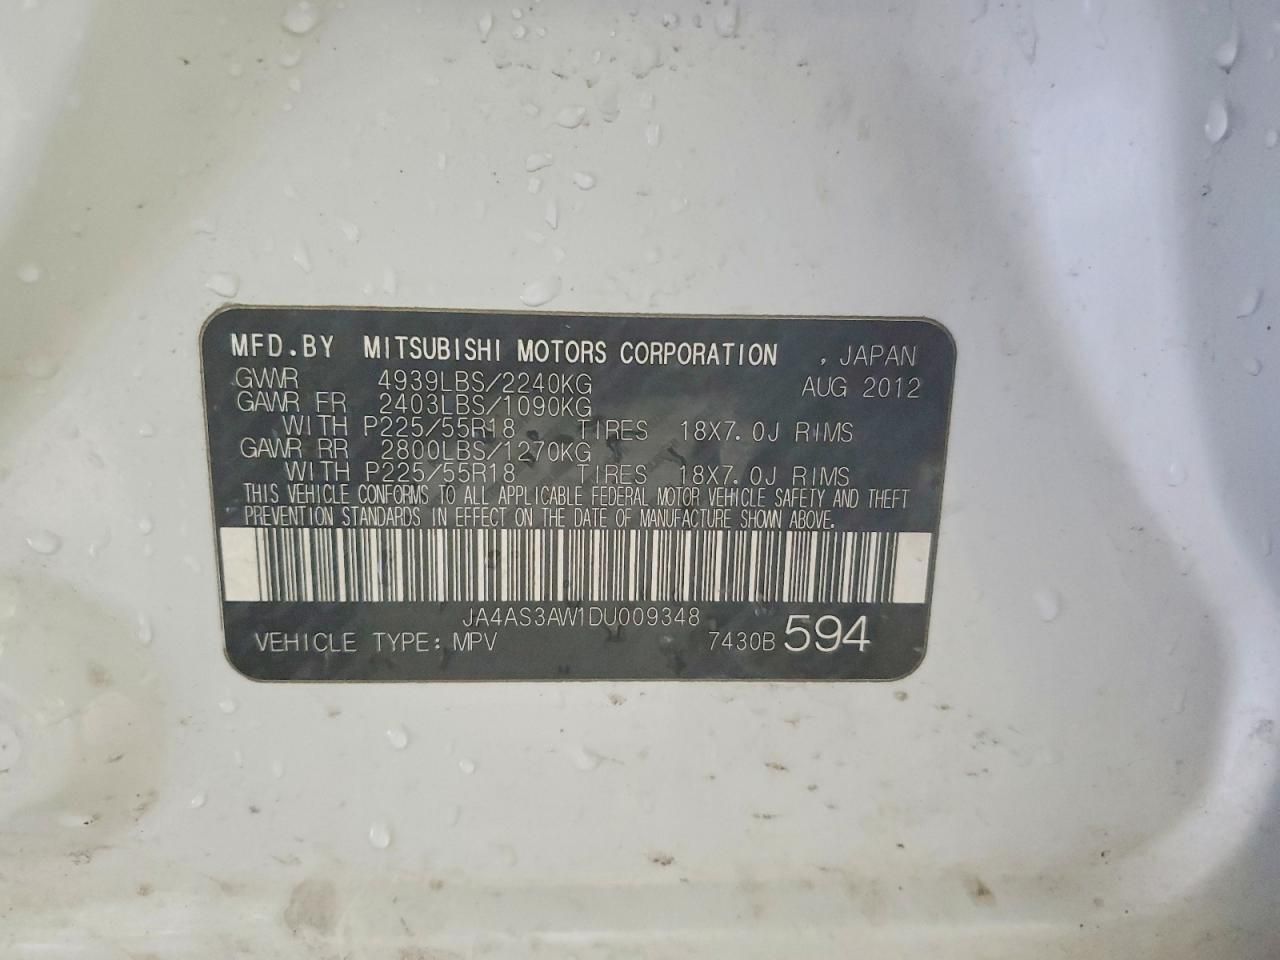 MFD.BY MITSUBISHI MOTORS CORPORATION , JAPAN
GVWR 4939LBS/2240KG AUG 2012
GAWR FR 2403LBS/1090KG
WITH P225/55R18 TIRES 18X7.0J RIMS
GAWR RR 2800LBS/1270KG
WITH P225/55R18 TIRES 18X7.0J RIMS
THIS VEHICLE CONFORMS TO ALL APPLICABLE FEDERAL MOTOR VEHICLE SAFETY AND THEFT
PREVENTION STANDARDS IN EFFECT ON THE DATE OF MANUFACTURE SHOWN ABOVE.
JA4AS3AW1DU009348
VEHICLE TYPE: MPV 7430B 594